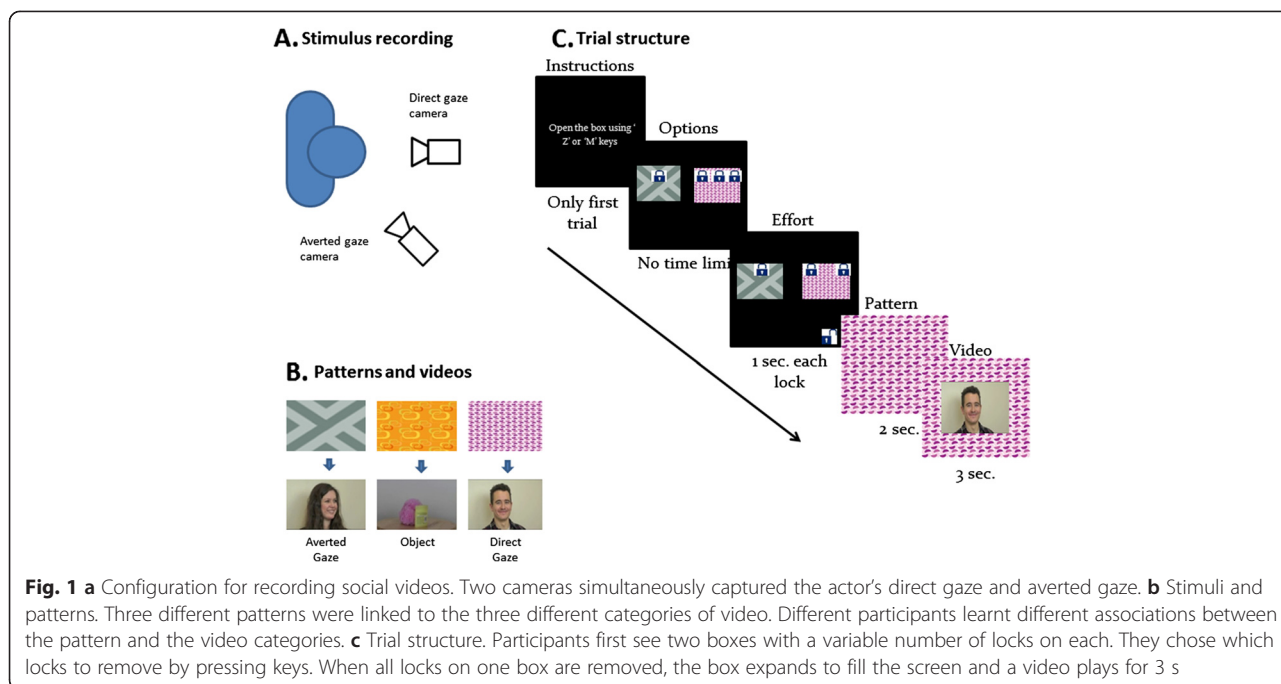 A. Stimulus recording
Direct gaze
camera
Averted gaze
camera
B. Patterns and videos
Averted
Gaze
Object
Direct
Gaze
C. Trial structure
Instructions
Open the box using '
Z' or 'M' keys
Only first
trial
Options
No time limi
Effort
1 sec. each
lock
Pattern
2 sec.
Video
3 sec.
Fig. 1 a Configuration for recording social videos. Two cameras simultaneously captured the actor's direct gaze and averted gaze. b Stimuli and
patterns. Three different patterns were linked to the three different categories of video. Different participants learnt different associations between
the pattern and the video categories. c Trial structure. Participants first see two boxes with a variable number of locks on each. They chose which
locks to remove by pressing keys. When all locks on one box are removed, the box expands to fill the screen and a video plays for 3 s